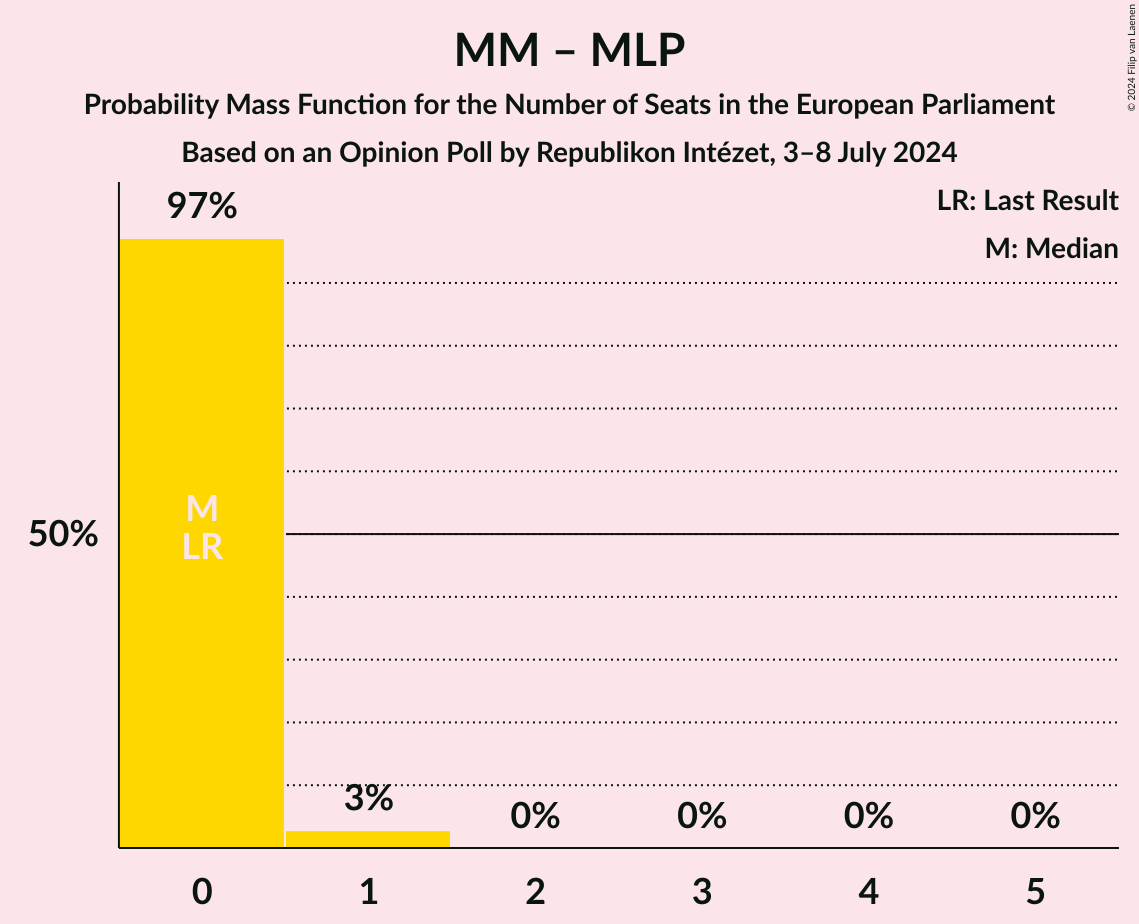 MM – MLP
Probability Mass Function for the Number of Seats in the European Parliament
Based on an Opinion Poll by Republikon Intézet, 3–8 July 2024
© 2024 Filip van Laenen
LR: Last Result
M: Median
97%
M
LR
50%
3%
0%
0%
0%
0%
0
1
2
3
4
5